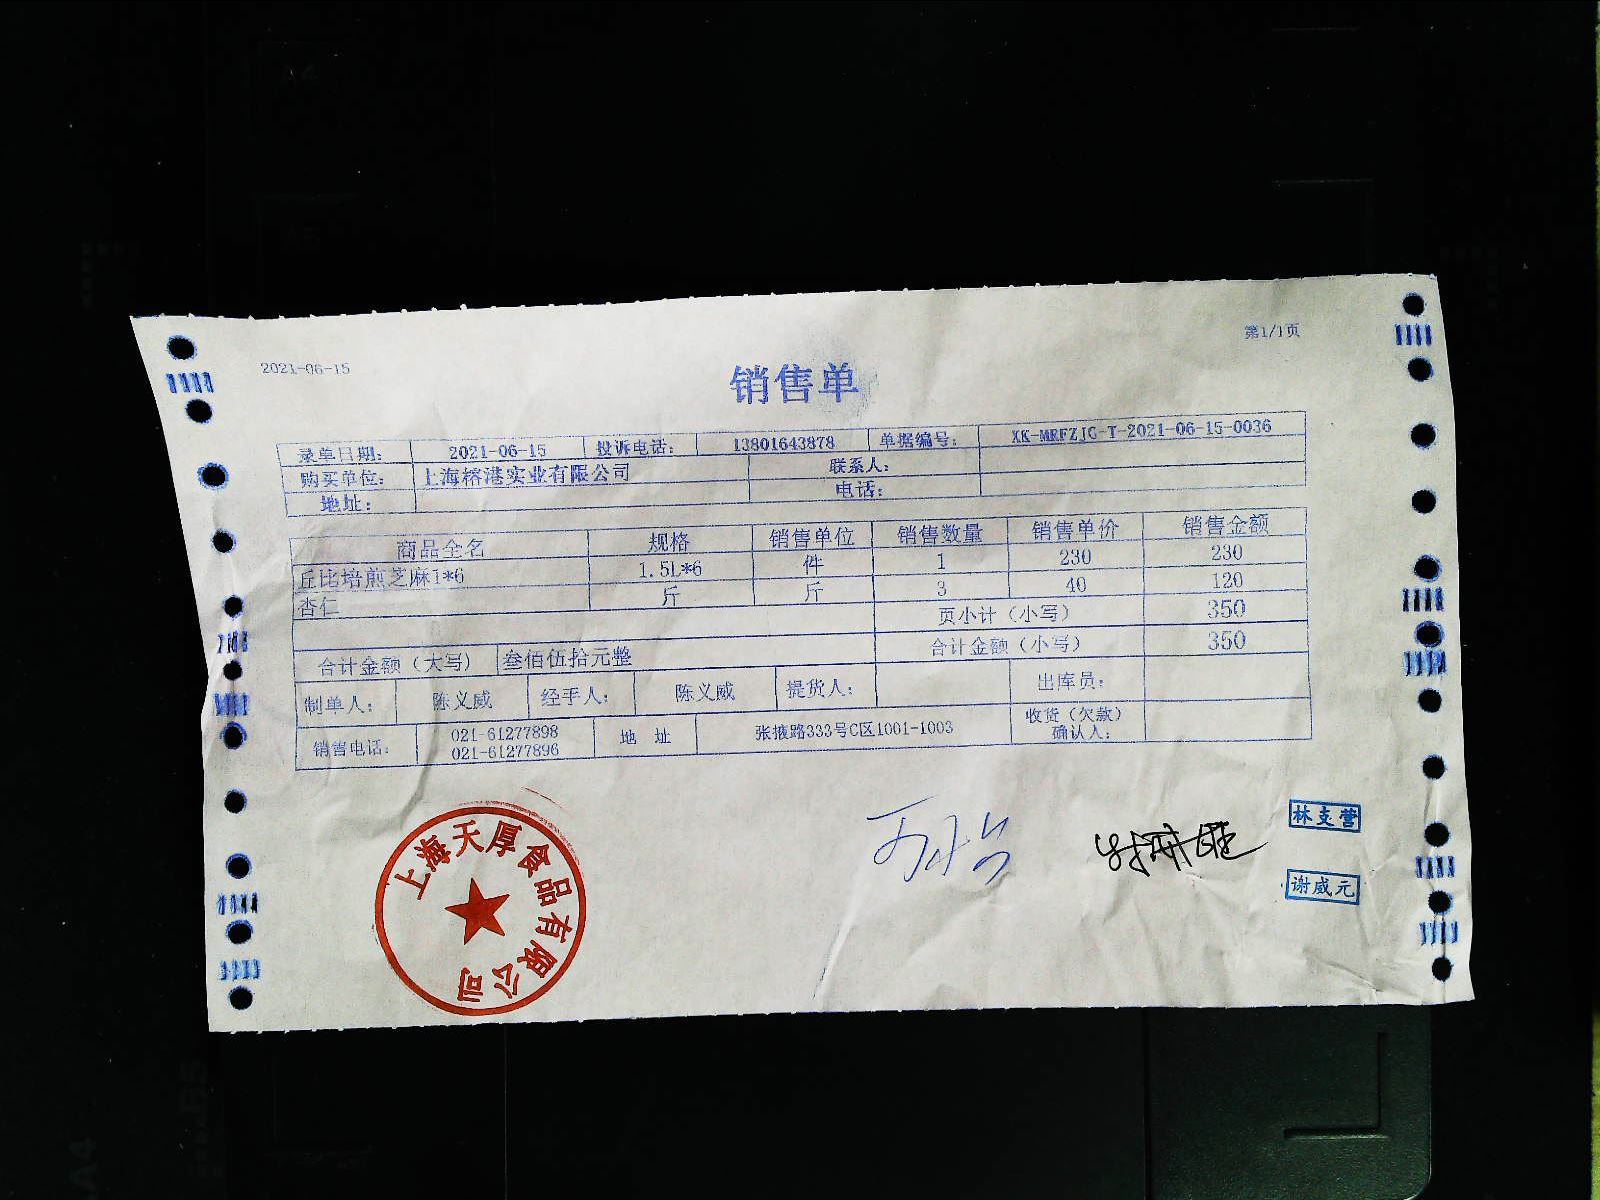 第1/1页
2021-06-15
销售单
录单日期: 2021-06-15 投诉电话: 13801643878 单据编号: XK-MRFZJG-T-2021-06-15-0036
购买单位: 上海榕港实业有限公司 联系人:
地址: 电话:
商品全名 规格 销售单位 销售数量 销售单价 销售金额
丘比培煎芝麻1*6 1.5L*6 件 1 230 230
杏仁 斤 斤 3 40 120
页小计（小写） 350
合计金额（大写） 叁佰伍拾元整 合计金额（小写） 350
制单人: 陈义威 经手人: 陈义威 提货人: 出库员:
销售电话: 021-61277898 021-61277896 地 址 张掖路333号C区1001-1003 收货（欠款）确认人:
上海天厚食品有限公司
林支营
谢威元
A4
A5